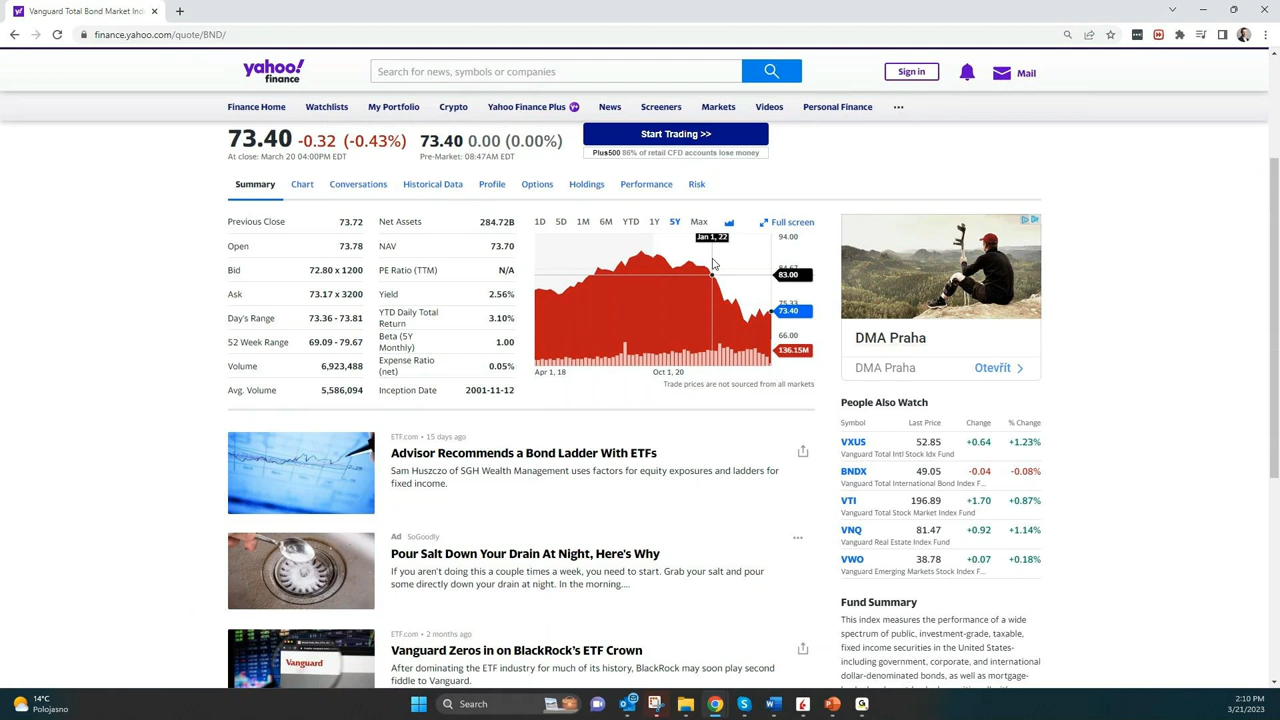 Vanguard Total Bond Market Ind
finance.yahoo.com/quote/BND/
yahoo!
finance
Search for news, symbols or companies
Sign in
Mail
Finance Home
Watchlists
My Portfolio
Crypto
Yahoo Finance Plus
News
Screeners
Markets
Videos
Personal Finance
73.40 -0.32 (-0.43%)
At close: March 20 04:00PM EDT
73.40 0.00 (0.00%)
Pre-Market: 08:47AM EDT
Start Trading >>
Plus500 86% of retail CFD accounts lose money
Summary
Chart
Conversations
Historical Data
Profile
Options
Holdings
Performance
Risk
Previous Close 73.72
Open 73.78
Bid 72.80 x 1200
Ask 73.17 x 3200
Day's Range 73.36 - 73.81
52 Week Range 69.09 - 79.67
Volume 6,923,488
Avg. Volume 5,586,094
Net Assets 284.72B
NAV 73.70
PE Ratio (TTM) N/A
Yield 2.56%
YTD Daily Total
Return 3.10%
Beta (5Y
Monthly) 1.00
Expense Ratio
(net) 0.05%
Inception Date 2001-11-12
1D 5D 1M 6M YTD 1Y 5Y Max
Full screen
Jan 1, 22
94.00
83.00
75.33
73.40
66.00
136.15M
Apr 1, 18
Oct 1, 20
Trade prices are not sourced from all markets
DMA Praha
DMA Praha
Otevřít
People Also Watch
Symbol Last Price Change % Change
VXUS 52.85 +0.64 +1.23%
Vanguard Total Intl Stock Idx Fund
BNDX 49.05 -0.04 -0.08%
Vanguard Total International Bond Index F...
VTI 196.89 +1.70 +0.87%
Vanguard Total Stock Market Index Fund
VNQ 81.47 +0.92 +1.14%
Vanguard Real Estate Index Fund
VWO 38.78 +0.07 +0.18%
Vanguard Emerging Markets Stock Index F...
Fund Summary
This index measures the performance of a wide
spectrum of public, investment-grade, taxable,
fixed income securities in the United States-
including government, corporate, and international
dollar-denominated bonds, as well as mortgage-
ETF.com • 15 days ago
Advisor Recommends a Bond Ladder With ETFs
Sam Huszczo of SGH Wealth Management uses factors for equity exposures and ladders for
fixed income.
Ad SoGoodly
Pour Salt Down Your Drain At Night, Here's Why
If you aren't doing this a couple times a week, you need to start. Grab your salt and pour
some directly down your drain at night. In the morning....
ETF.com • 2 months ago
Vanguard Zeros in on BlackRock's ETF Crown
After dominating the ETF industry for much of its history, BlackRock may soon play second
fiddle to Vanguard.
Vanguard
14°C
Polojasno
Search
2:10 PM
3/21/2023